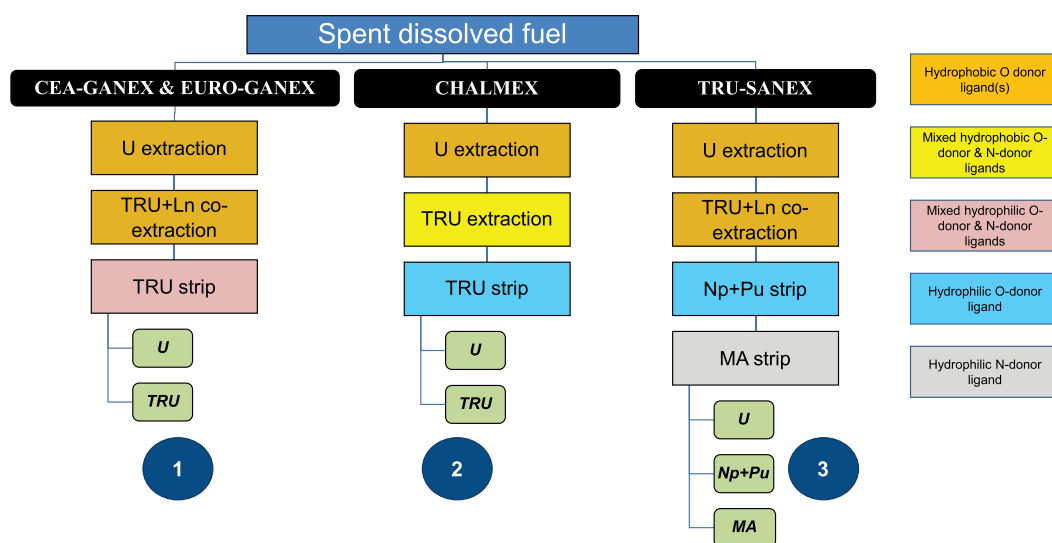 Spent dissolved fuel
CEA-GANEX & EURO-GANEX
U extraction
TRU+Ln co-
extraction
TRU strip
U
TRU
1
CHALMEX
U extraction
TRU extraction
TRU strip
U
TRU
2
TRU-SANEX
U extraction
TRU+Ln co-
extraction
Np+Pu strip
MA strip
U
Np+Pu
MA
3
Hydrophobic O donor
ligand(s)
Mixed hydrophobic O-
donor & N-donor
ligands
Mixed hydrophilic O-
donor & N-donor
ligands
Hydrophilic O-donor
ligand
Hydrophilic N-donor
ligand